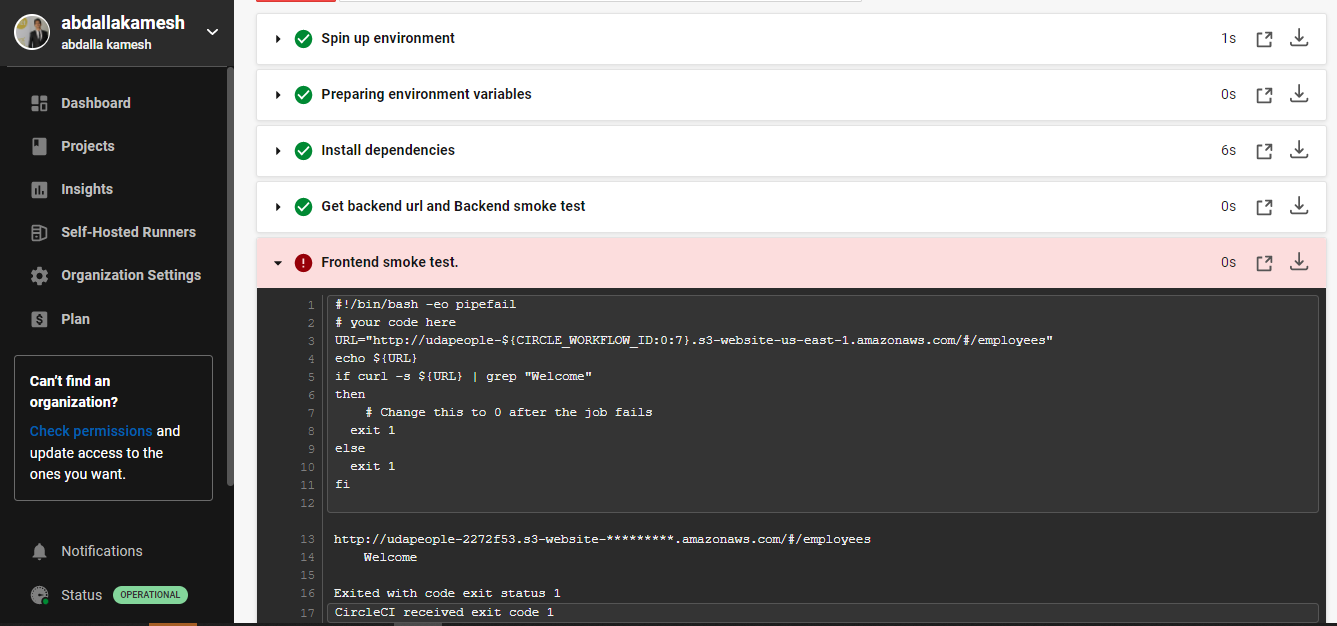 abdallakamesh
abdalla kamesh
Dashboard
Projects
Insights
Self-Hosted Runners
Organization Settings
Plan
Can't find an
organization?
Check permissions and
update access to the
ones you want.
Notifications
Status OPERATIONAL
Spin up environment 1s
Preparing environment variables 0s
Install dependencies 6s
Get backend url and Backend smoke test 0s
Frontend smoke test. 0s
1 #!/bin/bash -eo pipefail
2 # your code here
3 URL="http://udapeople-${CIRCLE_WORKFLOW_ID:0:7}.s3-website-us-east-1.amazonaws.com/#/employees"
4 echo ${URL}
5 if curl -s ${URL} | grep "Welcome"
6 then
7 # Change this to 0 after the job fails
8 exit 1
9 else
10 exit 1
11 fi
12
13 http://udapeople-2272f53.s3-website-*********.amazonaws.com/#/employees
14 Welcome
15
16 Exited with code exit status 1
17 CircleCI received exit code 1